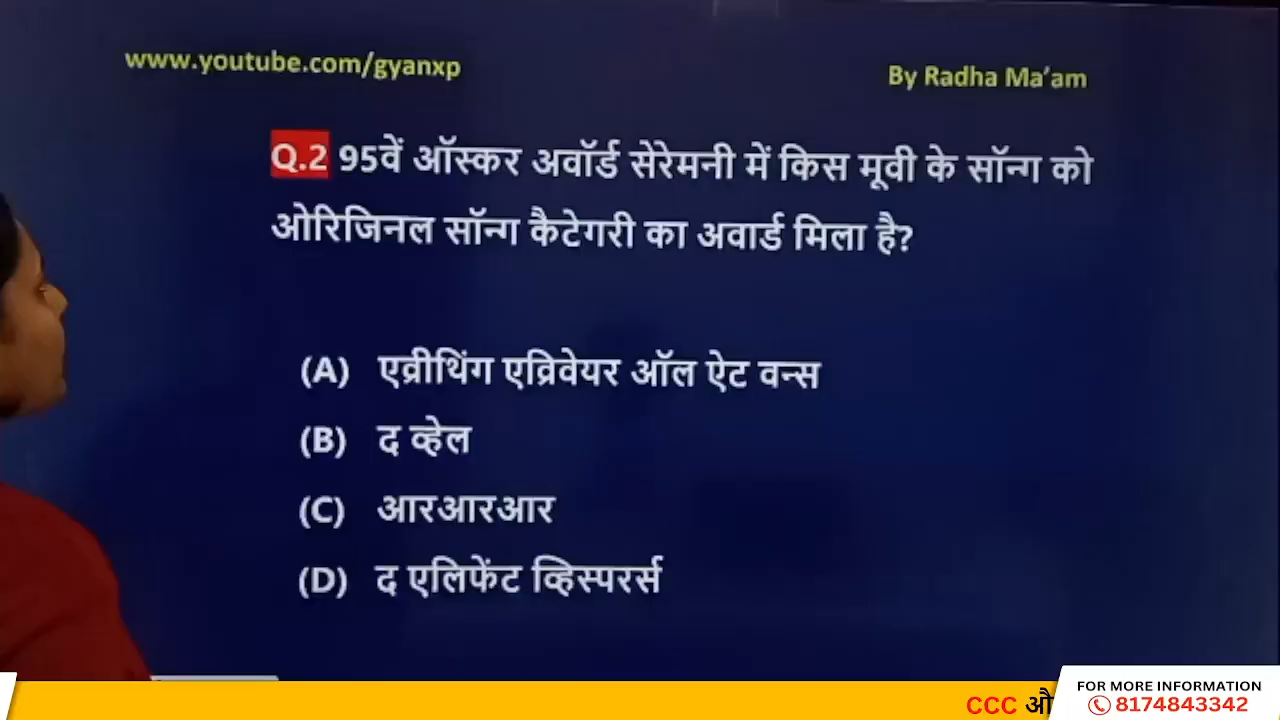 www.youtube.com/gyanxp
By Radha Ma'am
Q.2 95वें ऑस्कर अवॉर्ड सेरेमनी में किस मूवी के सॉन्ग को
ओरिजिनल सॉन्ग कैटेगरी का अवार्ड मिला है?
(A) एव्रीथिंग एव्रिवेयर ऑल ऐट वन्स
(B) द व्हेल
(C) आरआरआर
(D) द एलिफेंट व्हिस्परर्स
FOR MORE INFORMATION
CCC औ
8174843342